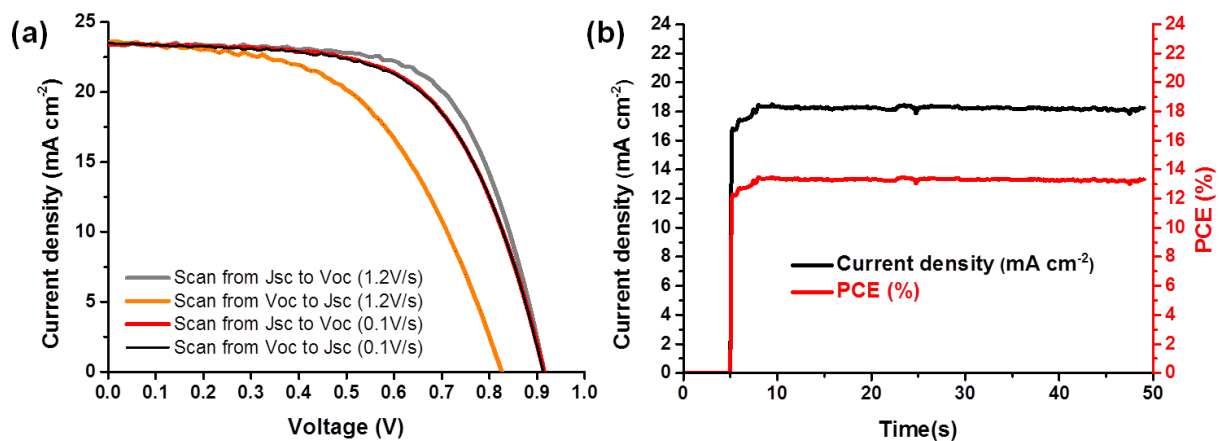 (a)
Current density (mA cm-2)
25
20
15
10
5
0
Scan from Jsc to Voc (1.2V/s)
Scan from Voc to Jsc (1.2V/s)
Scan from Jsc to Voc (0.1V/s)
Scan from Voc to Jsc (0.1V/s)
0.0 0.1 0.2 0.3 0.4 0.5 0.6 0.7 0.8 0.9 1.0
Voltage (V)
(b)
Current density (mA cm-2)
24
22
20
18
16
14
12
10
8
6
4
2
0
Current density (mA cm-2)
PCE (%)
0 10 20 30 40 50
Time(s)
24
22
20
18
16
14
12
10
8
6
4
2
0
PCE (%)